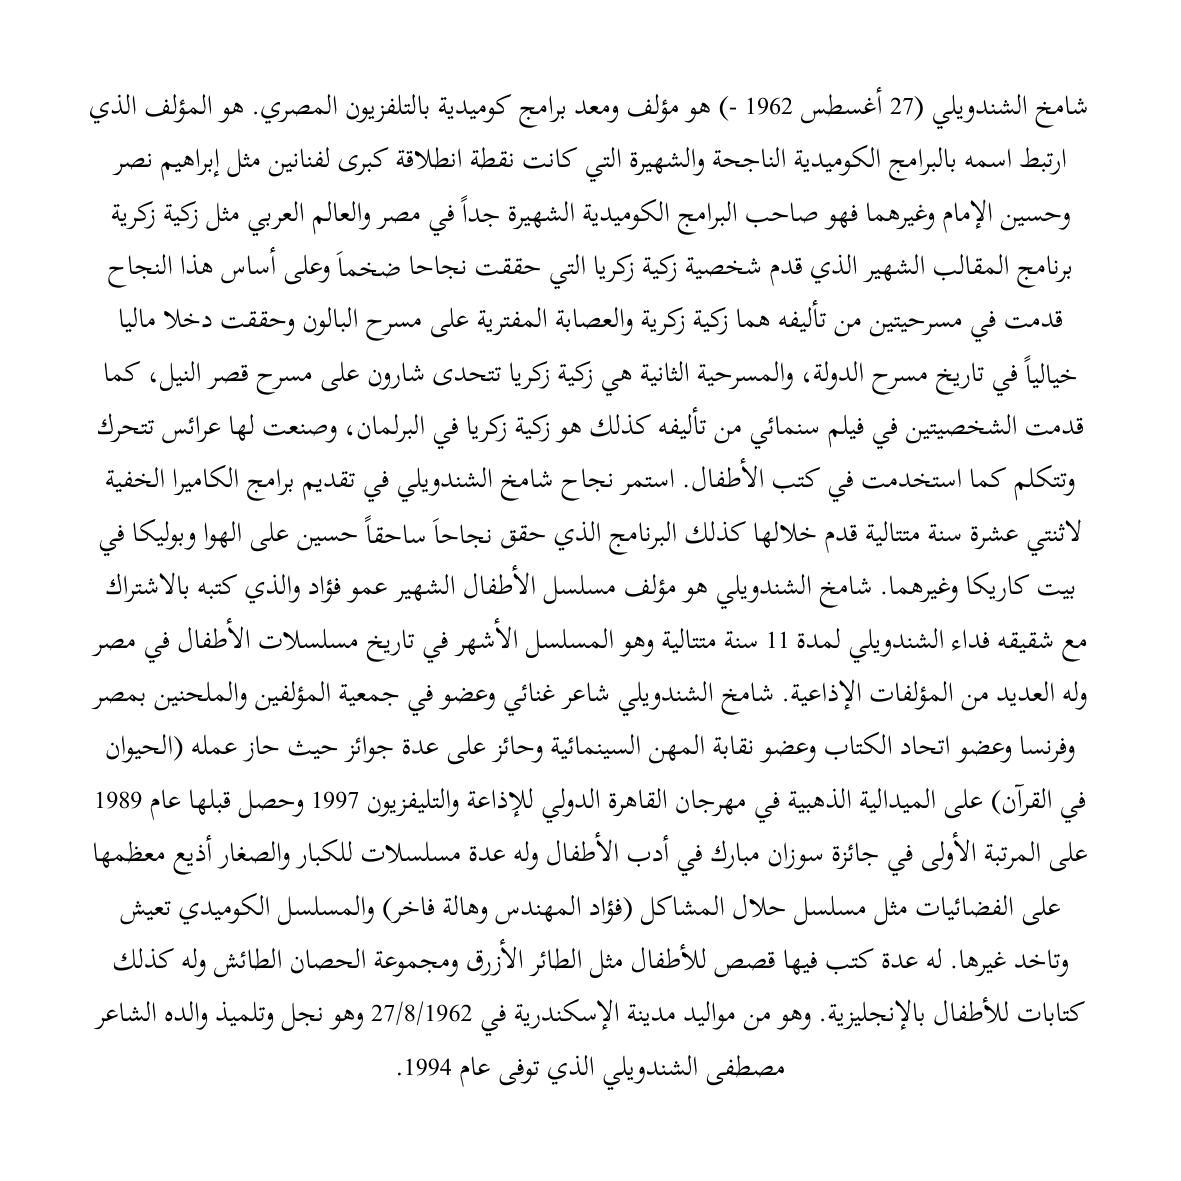 شامخ الشندويلي (27 أغسطس 1962 -) هو مؤلف ومعد برامج كوميدية بالتلفزيون المصري. هو المؤلف الذي
ارتبط اسمه بالبرامج الكوميدية الناجحة والشهيرة التي كانت نقطة انطلاقة كبرى لفنانين مثل إبراهيم نصر
وحسين الإمام وغيرهما فهو صاحب البرامج الكوميدية الشهيرة جداً في مصر والعالم العربي مثل زكية زكرية
برنامج المقالب الشهير الذي قدم شخصية زكية زكريا التي حققت نجاحا ضخماَ وعلى أساس هذا النجاح
قدمت في مسرحيتين من تأليفه هما زكية زكرية والعصابة المفترية على مسرح البالون وحققت دخلا ماليا
خيالياً في تاريخ مسرح الدولة، والمسرحية الثانية هي زكية زكريا تتحدى شارون على مسرح قصر النيل، كما
قدمت الشخصيتين في فيلم سنمائي من تأليفه كذلك هو زكية زكريا في البرلمان، وصنعت لها عرائس تتحرك
وتتكلم كما استخدمت في كتب الأطفال. استمر نجاح شامخ الشندويلي في تقديم برامج الكاميرا الخفية
لاثنتي عشرة سنة متتالية قدم خلالها كذلك البرنامج الذي حقق نجاحاَ ساحقاً حسين على الهوا وبوليكا في
بيت كاريكا وغيرهما. شامخ الشندويلي هو مؤلف مسلسل الأطفال الشهير عمو فؤاد والذي كتبه بالاشتراك
مع شقيقه فداء الشندويلي لمدة 11 سنة متتالية وهو المسلسل الأشهر في تاريخ مسلسلات الأطفال في مصر
وله العديد من المؤلفات الإذاعية. شامخ الشندويلي شاعر غنائي وعضو في جمعية المؤلفين والملحنين بمصر
وفرنسا وعضو اتحاد الكتاب وعضو نقابة المهن السينمائية وحائز على عدة جوائز حيث حاز عمله (الحيوان
في القرآن) على الميدالية الذهبية في مهرجان القاهرة الدولي للإذاعة والتليفزيون 1997 وحصل قبلها عام 1989
على المرتبة الأولى في جائزة سوزان مبارك في أدب الأطفال وله عدة مسلسلات للكبار والصغار أذيع معظمها
على الفضائيات مثل مسلسل حلال المشاكل (فؤاد المهندس وهالة فاخر) والمسلسل الكوميدي تعيش
وتاخد غيرها. له عدة كتب فيها قصص للأطفال مثل الطائر الأزرق ومجموعة الحصان الطائش وله كذلك
كتابات للأطفال بالإنجليزية. وهو من مواليد مدينة الإسكندرية في 27/8/1962 وهو نجل وتلميذ والده الشاعر
مصطفى الشندويلي الذي توفى عام 1994.